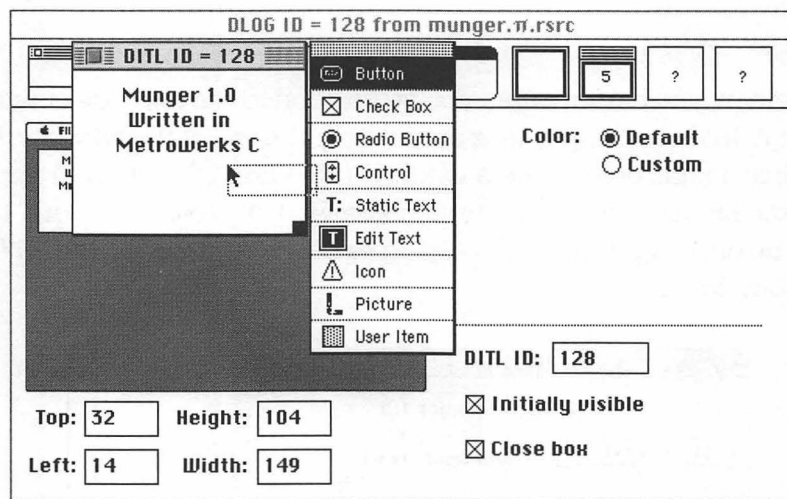 DLOG ID = 128 from munger.π.rsrc
DITL ID = 128
Munger 1.0
Written in
Metrowerks C
Button
Check Box
Radio Button
Control
T: Static Text
T Edit Text
Icon
Picture
User Item
5
?
?
Color:
Default
Custom
DITL ID: 128
Initially visible
Close box
Top: 32
Height: 104
Left: 14
Width: 149